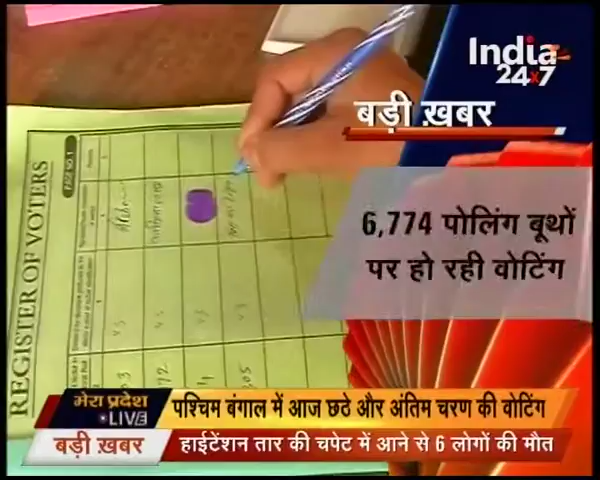 India
24x7
बड़ी ख़बर
6,774 पोलिंग बूथों
पर हो रही वोटिंग
REGISTER OF VOTERS
मेरा प्रदेश
LIVE
पश्चिम बंगाल में आज छठे और अंतिम चरण की वोटिंग
बड़ी ख़बर
हाईटेंशन तार की चपेट में आने से 6 लोगों की मौत